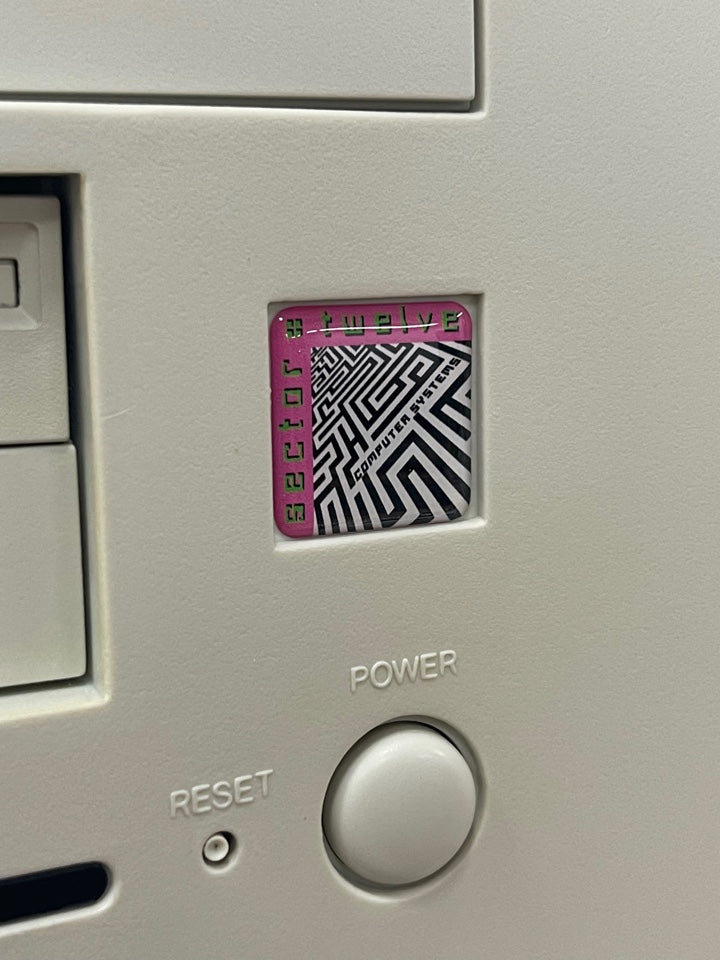 sector
twelve
COMPUTER SYSTEMS
POWER
RESET